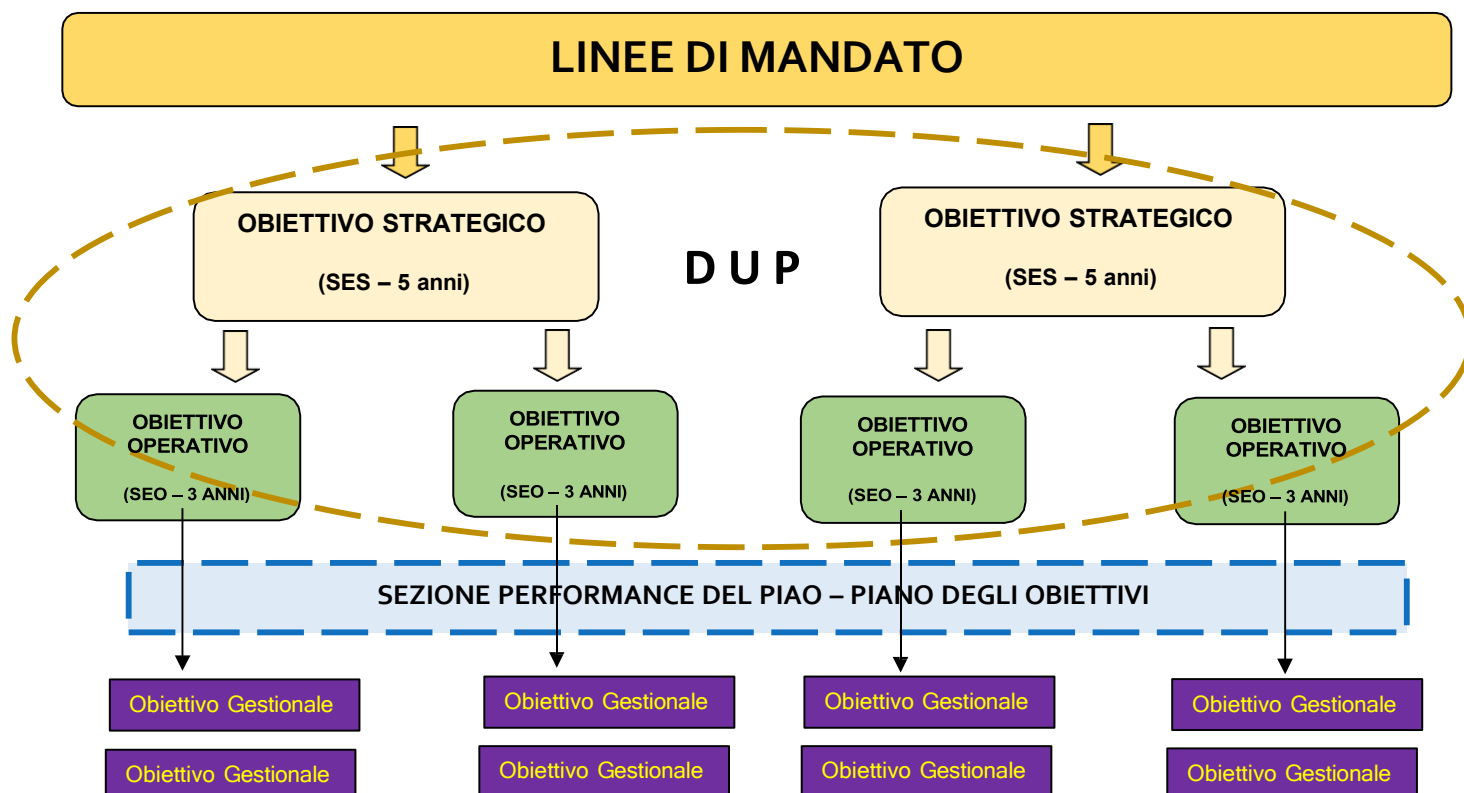 LINEE DI MANDATO
OBIETTIVO STRATEGICO
(SES – 5 anni)
D U P
OBIETTIVO STRATEGICO
(SES – 5 anni)
OBIETTIVO
OPERATIVO
(SEO – 3 ANNI)
OBIETTIVO
OPERATIVO
(SEO – 3 ANNI)
OBIETTIVO
OPERATIVO
(SEO – 3 ANNI)
OBIETTIVO
OPERATIVO
(SEO – 3 ANNI)
SEZIONE PERFORMANCE DEL PIAO – PIANO DEGLI OBIETTIVI
Obiettivo Gestionale
Obiettivo Gestionale
Obiettivo Gestionale
Obiettivo Gestionale
Obiettivo Gestionale
Obiettivo Gestionale
Obiettivo Gestionale
Obiettivo Gestionale